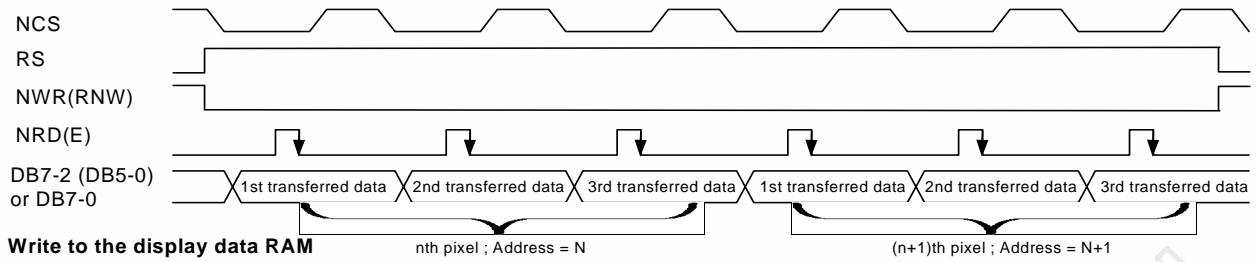 NCS
RS
NWR(RNW)
NRD(E)
DB7-2 (DB5-0)
or DB7-0
1st transferred data
2nd transferred data
3rd transferred data
1st transferred data
2nd transferred data
3rd transferred data
Write to the display data RAM
nth pixel ; Address = N
(n+1)th pixel ; Address = N+1